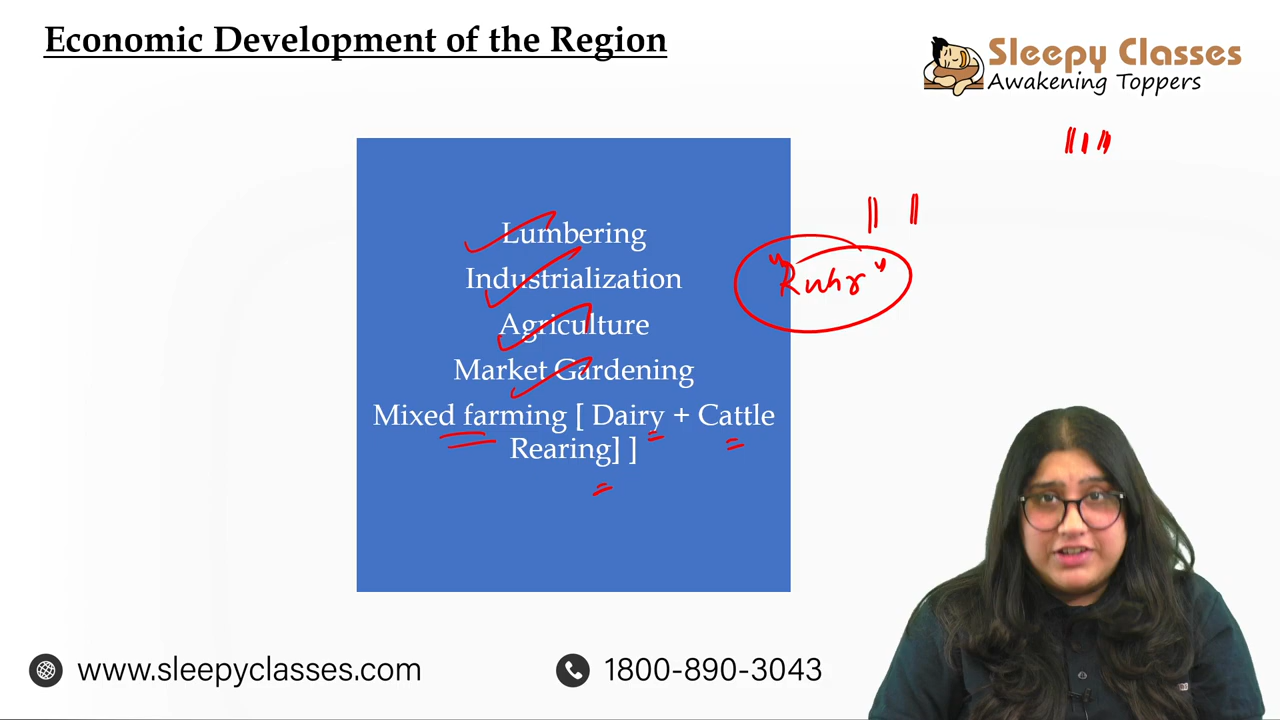 Economic Development of the Region
Sleepy Classes
Awakening Toppers
Lumbering
Industrialization
Agriculture
Market Gardening
Mixed farming [ Dairy + Cattle
Rearing] ]
"Ruhr"
www.sleepyclasses.com
1800-890-3043